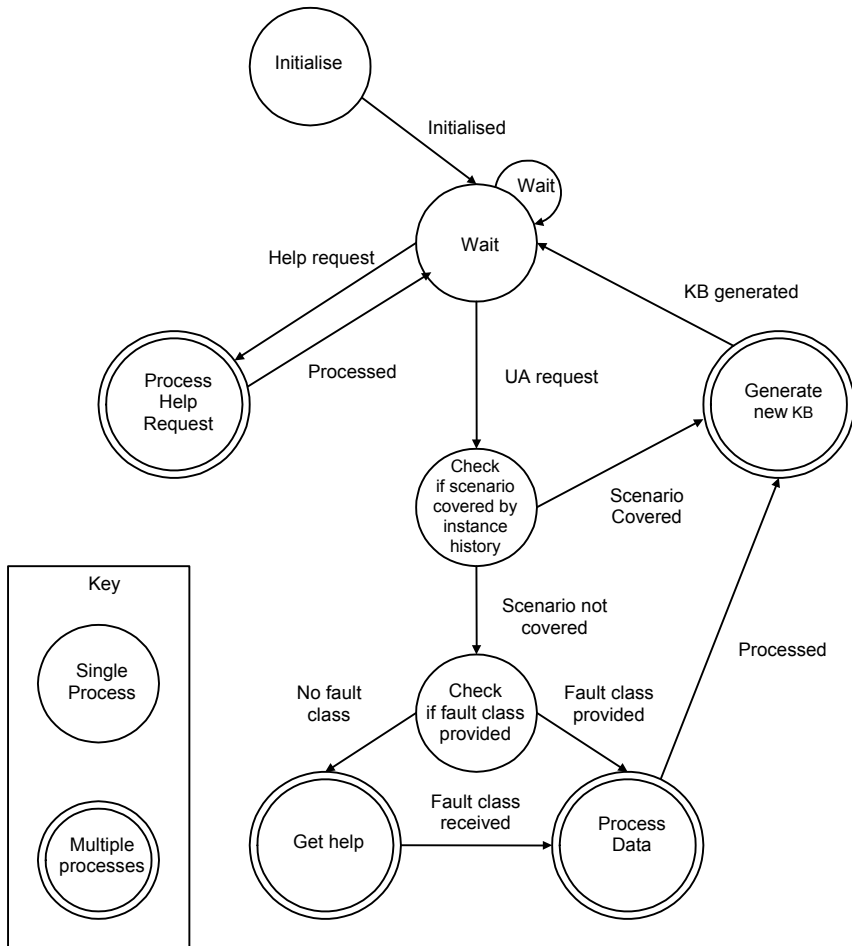 Initialise
Initialised
Wait
Wait
Help request
KB generated
Process
Help
Request
Processed
UA request
Generate
new KB
Check
if scenario
covered by
instance
history
Scenario
Covered
Key
Scenario not
covered
Single
Process
No fault
class
Check
if fault class
provided
Fault class
provided
Processed
Multiple
processes
Get help
Fault class
received
Process
Data